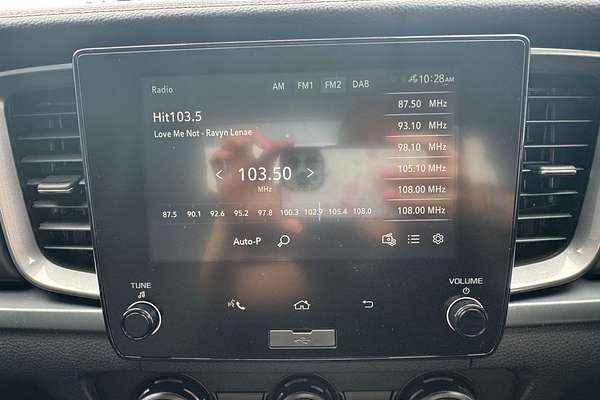 Radio
AM FM1 FM2 DAB
10:28AM
Hit103.5
Love Me Not - Ravyn Lenae
87.50 MHz
93.10 MHz
98.10 MHz
105.10 MHz
108.00 MHz
108.00 MHz
< 103.50 >
MHz
87.5 90.1 92.6 95.2 97.8 100.3 102.9 105.4 108.0
Auto-P
TUNE
VOLUME